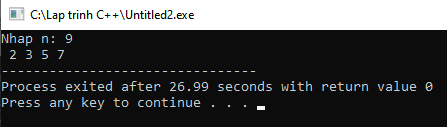 C:\Lap trinh C++\Untitled2.exe
Nhap n: 9
 2 3 5 7
--------------------------------
Process exited after 26.99 seconds with return value 0
Press any key to continue . . .